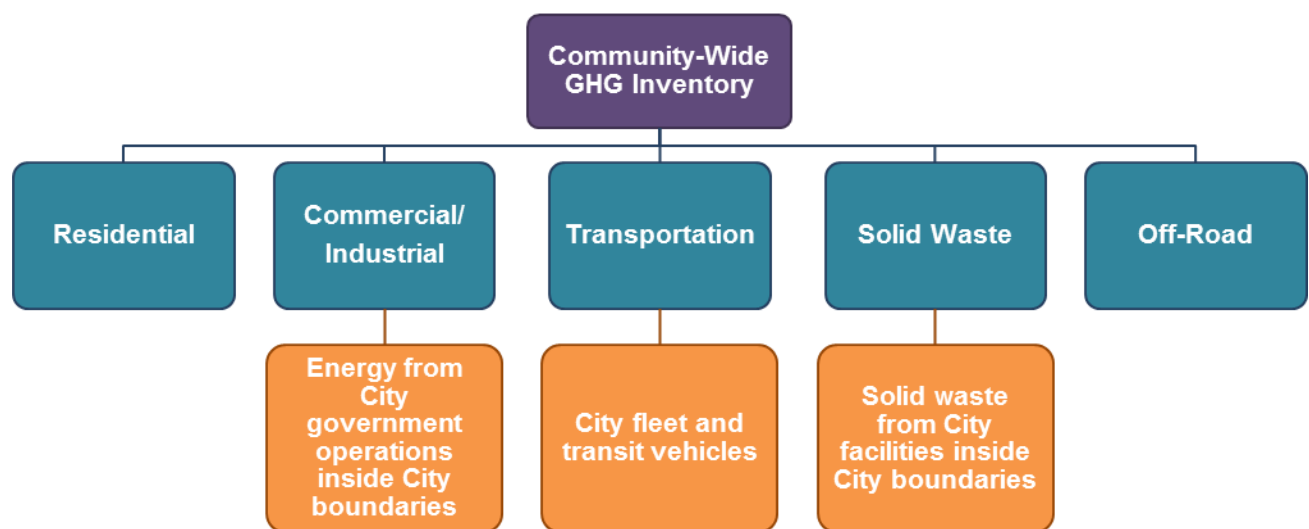 Community-Wide
GHG Inventory
Residential
Commercial/
Industrial
Transportation
Solid Waste
Off-Road
Energy from
City
government
operations
inside City
boundaries
City fleet and
transit vehicles
Solid waste
from City
facilities inside
City boundaries